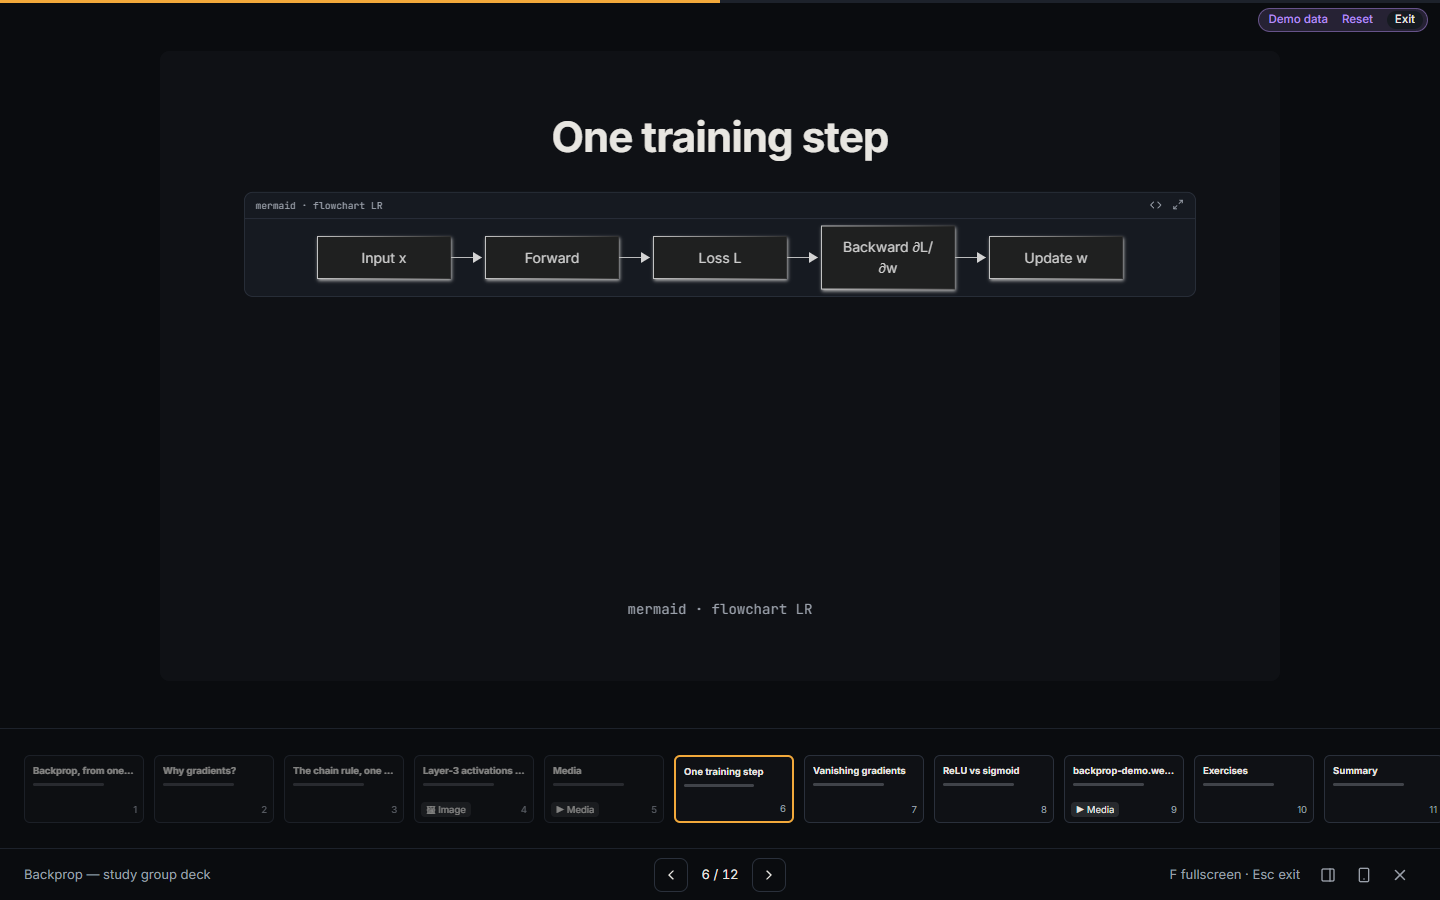 Demo data Reset Exit
One training step
mermaid · flowchart LR
Input x
Forward
Loss L
Backward ∂L/
∂w
Update w
mermaid · flowchart LR
Backprop, from one...
1
Why gradients?
2
The chain rule, one ...
3
Layer-3 activations ...
Image 4
Media
Media 5
One training step
6
Vanishing gradients
7
ReLU vs sigmoid
8
backprop-demo.we...
Media 9
Exercises
10
Summary
11
Backprop — study group deck
6 / 12
F fullscreen · Esc exit